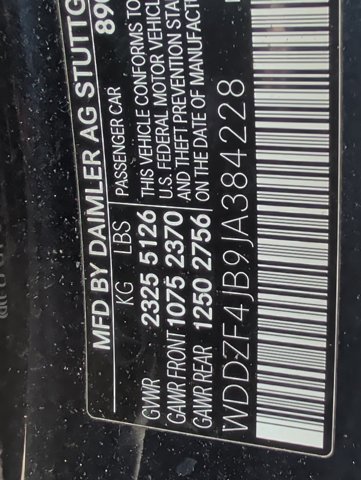 MFD BY DAIMLER AG STUTTG
KG LBS PASSENGER CAR 89
GVWR 2325 5126 THIS VEHICLE CONFORMS TO
GAWR FRONT 1075 2370 U.S. FEDERAL MOTOR VEHICLE
GAWR REAR 1250 2756 AND THEFT PREVENTION STA
ON THE DATE OF MANUFACT
WDDZF4JB9JA384228